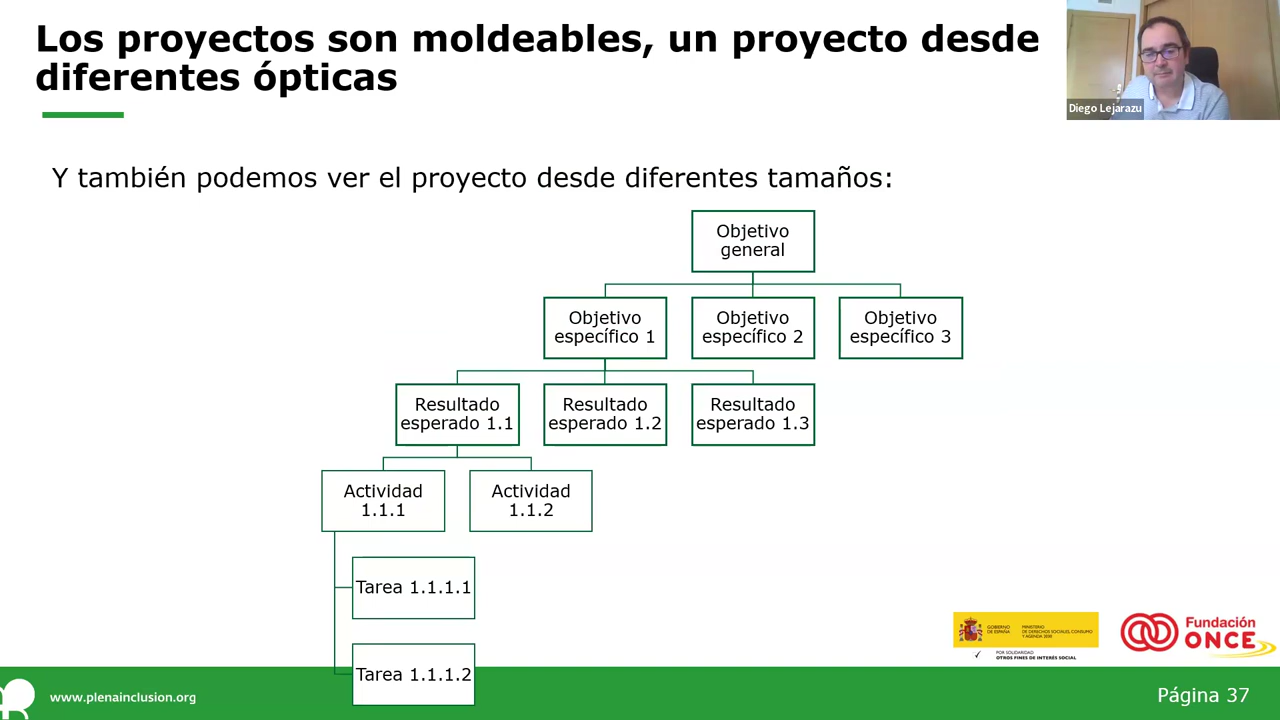 Los proyectos son moldeables, un proyecto desde
diferentes ópticas
Diego Lejarazu
Y también podemos ver el proyecto desde diferentes tamaños:
Objetivo
general
Objetivo
específico 1
Objetivo
específico 2
Objetivo
específico 3
Resultado
esperado 1.1
Resultado
esperado 1.2
Resultado
esperado 1.3
Actividad
1.1.1
Actividad
1.1.2
Tarea 1.1.1.1
Tarea 1.1.1.2
GOBIERNO
DE ESPAÑA
MINISTERIO
DE DERECHOS SOCIALES, CONSUMO
Y AGENDA 2030
POR SOLIDARIDAD
OTROS FINES DE INTERÉS SOCIAL
Fundación
ONCE
www.plenainclusion.org
Página 37